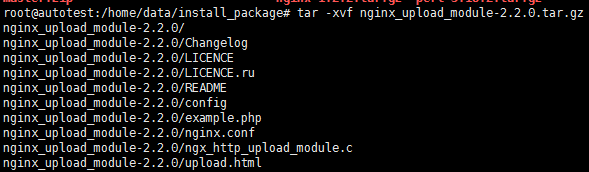 root@autotest:/home/data/install_package# tar -xvf nginx_upload_module-2.2.0.tar.gz
nginx_upload_module-2.2.0/
nginx_upload_module-2.2.0/Changelog
nginx_upload_module-2.2.0/LICENCE
nginx_upload_module-2.2.0/LICENCE.ru
nginx_upload_module-2.2.0/README
nginx_upload_module-2.2.0/config
nginx_upload_module-2.2.0/example.php
nginx_upload_module-2.2.0/nginx.conf
nginx_upload_module-2.2.0/ngx_http_upload_module.c
nginx_upload_module-2.2.0/upload.html